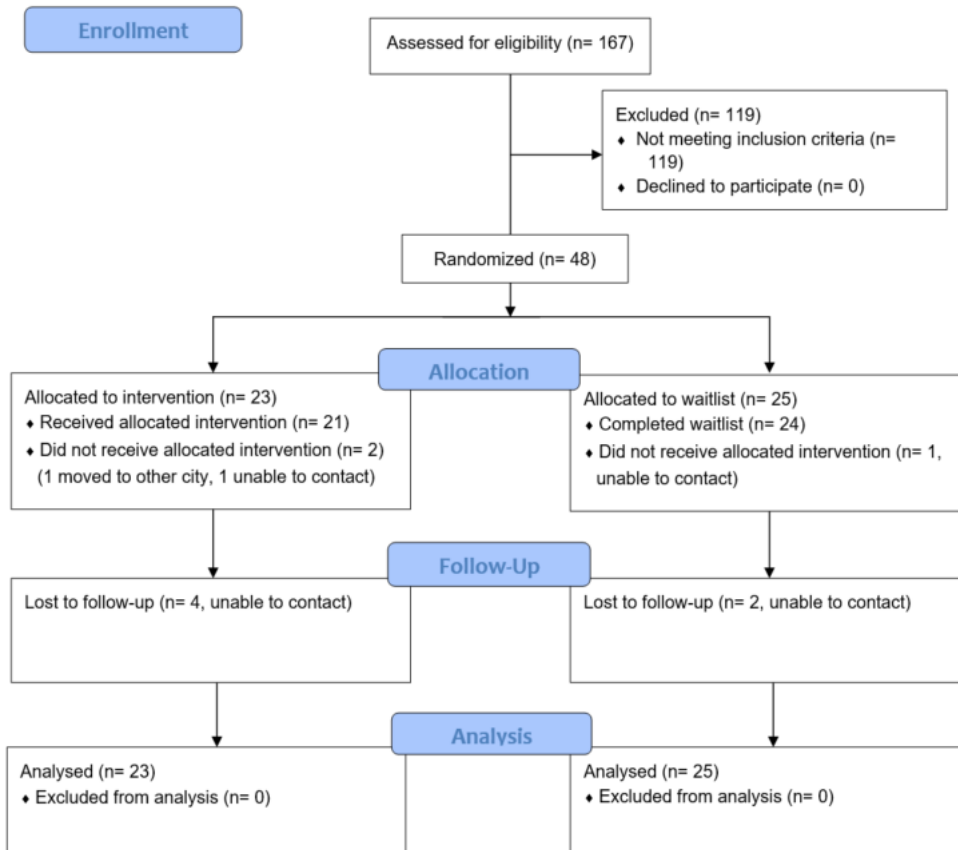 Enrollment
Assessed for eligibility (n= 167)
Excluded (n= 119)
♦ Not meeting inclusion criteria (n=
119)
♦ Declined to participate (n= 0)
Randomized (n= 48)
Allocation
Allocated to intervention (n= 23)
♦ Received allocated intervention (n= 21)
♦ Did not receive allocated intervention (n= 2)
(1 moved to other city, 1 unable to contact)
Allocated to waitlist (n= 25)
♦ Completed waitlist (n= 24)
♦ Did not receive allocated intervention (n= 1,
unable to contact)
Follow-Up
Lost to follow-up (n= 4, unable to contact)
Lost to follow-up (n= 2, unable to contact)
Analysis
Analysed (n= 23)
♦ Excluded from analysis (n= 0)
Analysed (n= 25)
♦ Excluded from analysis (n= 0)